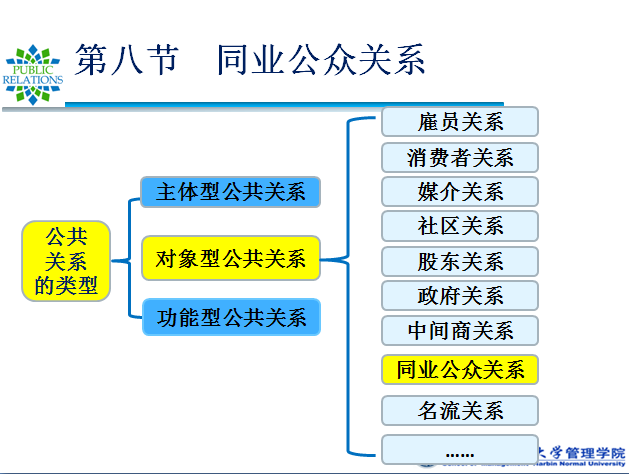 PUBLIC
RELATIONS
第八节 同业公众关系
公共
关系
的类型
主体型公共关系
对象型公共关系
功能型公共关系
雇员关系
消费者关系
媒介关系
社区关系
股东关系
政府关系
中间商关系
同业公众关系
名流关系
......
大学管理学院
Harbin Normal University